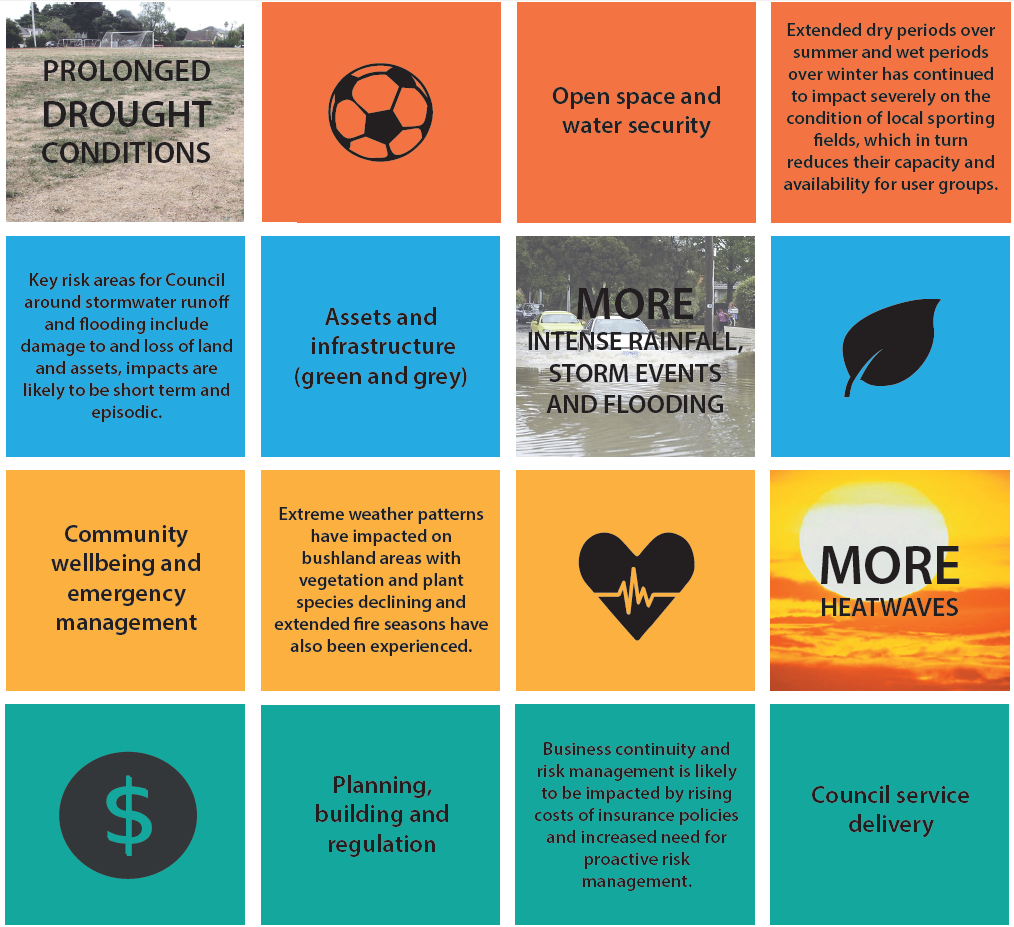 PROLONGED
DROUGHT
CONDITIONS
Open space and
water security
Extended dry periods over
summer and wet periods
over winter has continued
to impact severely on the
condition of local sporting
fields, which in turn
reduces their capacity and
availability for user groups.
Key risk areas for Council
around stormwater runoff
and flooding include
damage to and loss of land
and assets, impacts are
likely to be short term and
episodic.
Assets and
infrastructure
(green and grey)
MORE
INTENSE RAINFALL,
STORM EVENTS
AND FLOODING
Community
wellbeing and
emergency
management
Extreme weather patterns
have impacted on
bushland areas with
vegetation and plant
species declining and
extended fire seasons have
also been experienced.
MORE
HEATWAVES
$
Planning,
building and
regulation
Business continuity and
risk management is likely
to be impacted by rising
costs of insurance policies
and increased need for
proactive risk
management.
Council service
delivery